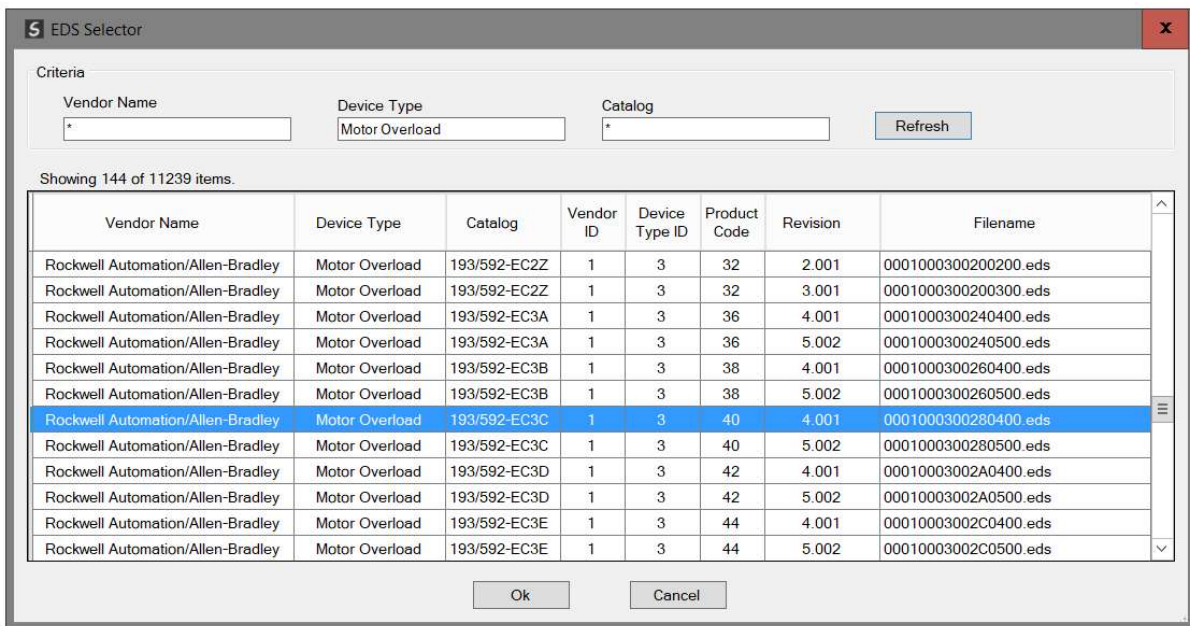 S EDS Selector x
Criteria
Vendor Name Device Type Catalog
* Motor Overload * Refresh
Showing 144 of 11239 items.
Vendor Name Device Type Catalog Vendor ID Device Type ID Product Code Revision Filename
Rockwell Automation/Allen-Bradley Motor Overload 193/592-EC2Z 1 3 32 2.001 0001000300200200.eds
Rockwell Automation/Allen-Bradley Motor Overload 193/592-EC2Z 1 3 32 3.001 0001000300200300.eds
Rockwell Automation/Allen-Bradley Motor Overload 193/592-EC3A 1 3 36 4.001 0001000300240400.eds
Rockwell Automation/Allen-Bradley Motor Overload 193/592-EC3A 1 3 36 5.002 0001000300240500.eds
Rockwell Automation/Allen-Bradley Motor Overload 193/592-EC3B 1 3 38 4.001 0001000300260400.eds
Rockwell Automation/Allen-Bradley Motor Overload 193/592-EC3B 1 3 38 5.002 0001000300260500.eds
Rockwell Automation/Allen-Bradley Motor Overload 193/592-EC3C 1 3 40 4.001 0001000300280400.eds
Rockwell Automation/Allen-Bradley Motor Overload 193/592-EC3C 1 3 40 5.002 0001000300280500.eds
Rockwell Automation/Allen-Bradley Motor Overload 193/592-EC3D 1 3 42 4.001 00010003002A0400.eds
Rockwell Automation/Allen-Bradley Motor Overload 193/592-EC3D 1 3 42 5.002 00010003002A0500.eds
Rockwell Automation/Allen-Bradley Motor Overload 193/592-EC3E 1 3 44 4.001 00010003002C0400.eds
Rockwell Automation/Allen-Bradley Motor Overload 193/592-EC3E 1 3 44 5.002 00010003002C0500.eds
Ok Cancel